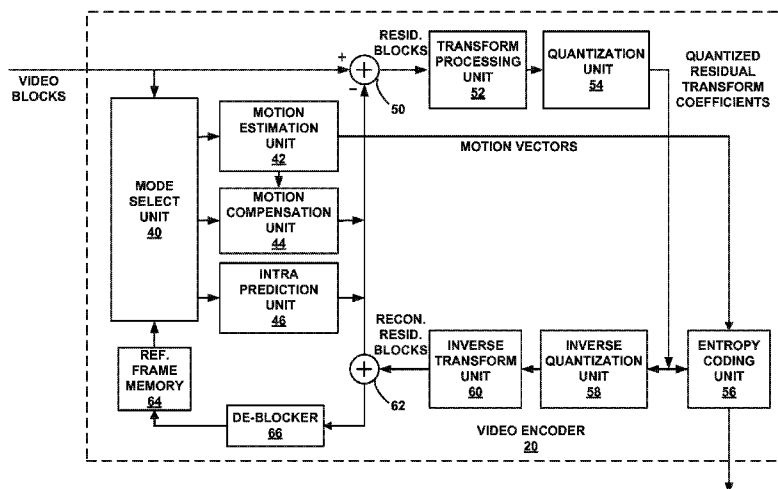 VIDEO
BLOCKS
+
+
–
50
RESID.
BLOCKS
TRANSFORM
PROCESSING
UNIT
52
QUANTIZATION
UNIT
54
QUANTIZED
RESIDUAL
TRANSFORM
COEFFICIENTS
MODE
SELECT
UNIT
40
MOTION
ESTIMATION
UNIT
42
MOTION VECTORS
MOTION
COMPENSATION
UNIT
44
INTRA
PREDICTION
UNIT
46
RECON.
RESID.
BLOCKS
+
62
INVERSE
TRANSFORM
UNIT
60
INVERSE
QUANTIZATION
UNIT
58
ENTROPY
CODING
UNIT
56
REF.
FRAME
MEMORY
64
DE-BLOCKER
66
VIDEO ENCODER
20